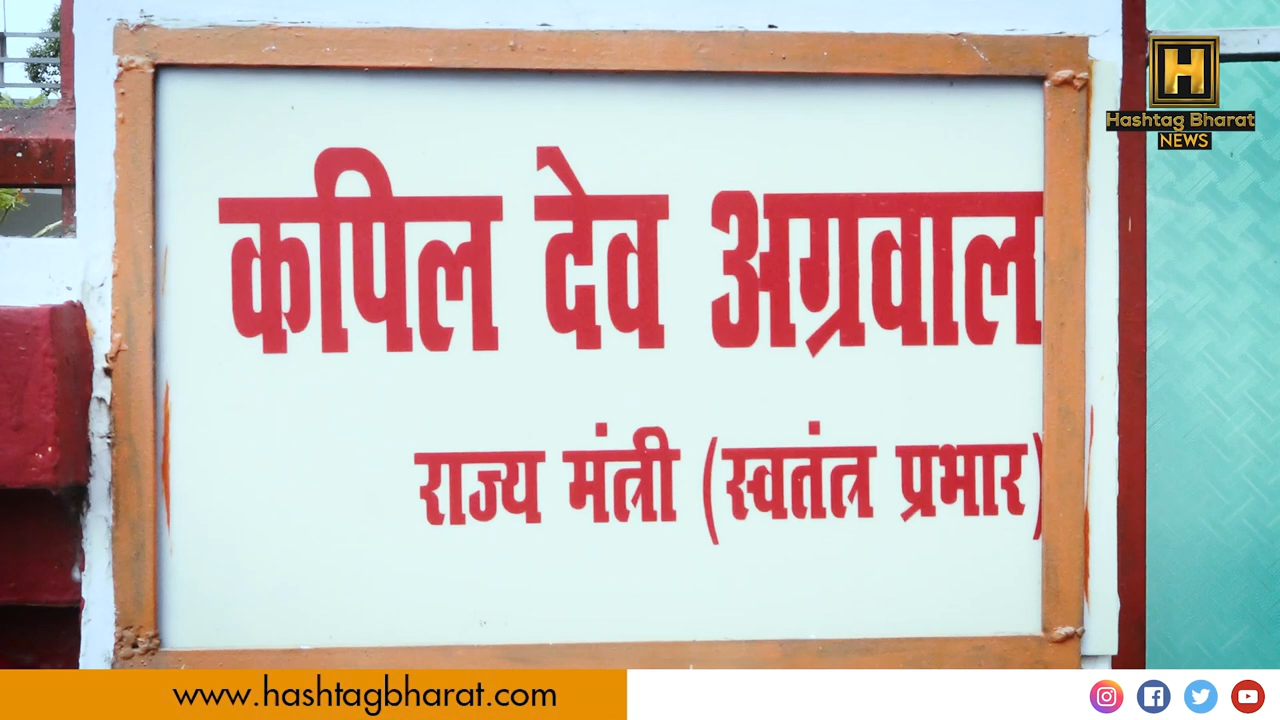 कपिल देव अग्रवाल
राज्य मंत्री (स्वतंत्र प्रभार)
H
Hashtag Bharat
NEWS
www.hashtagbharat.com